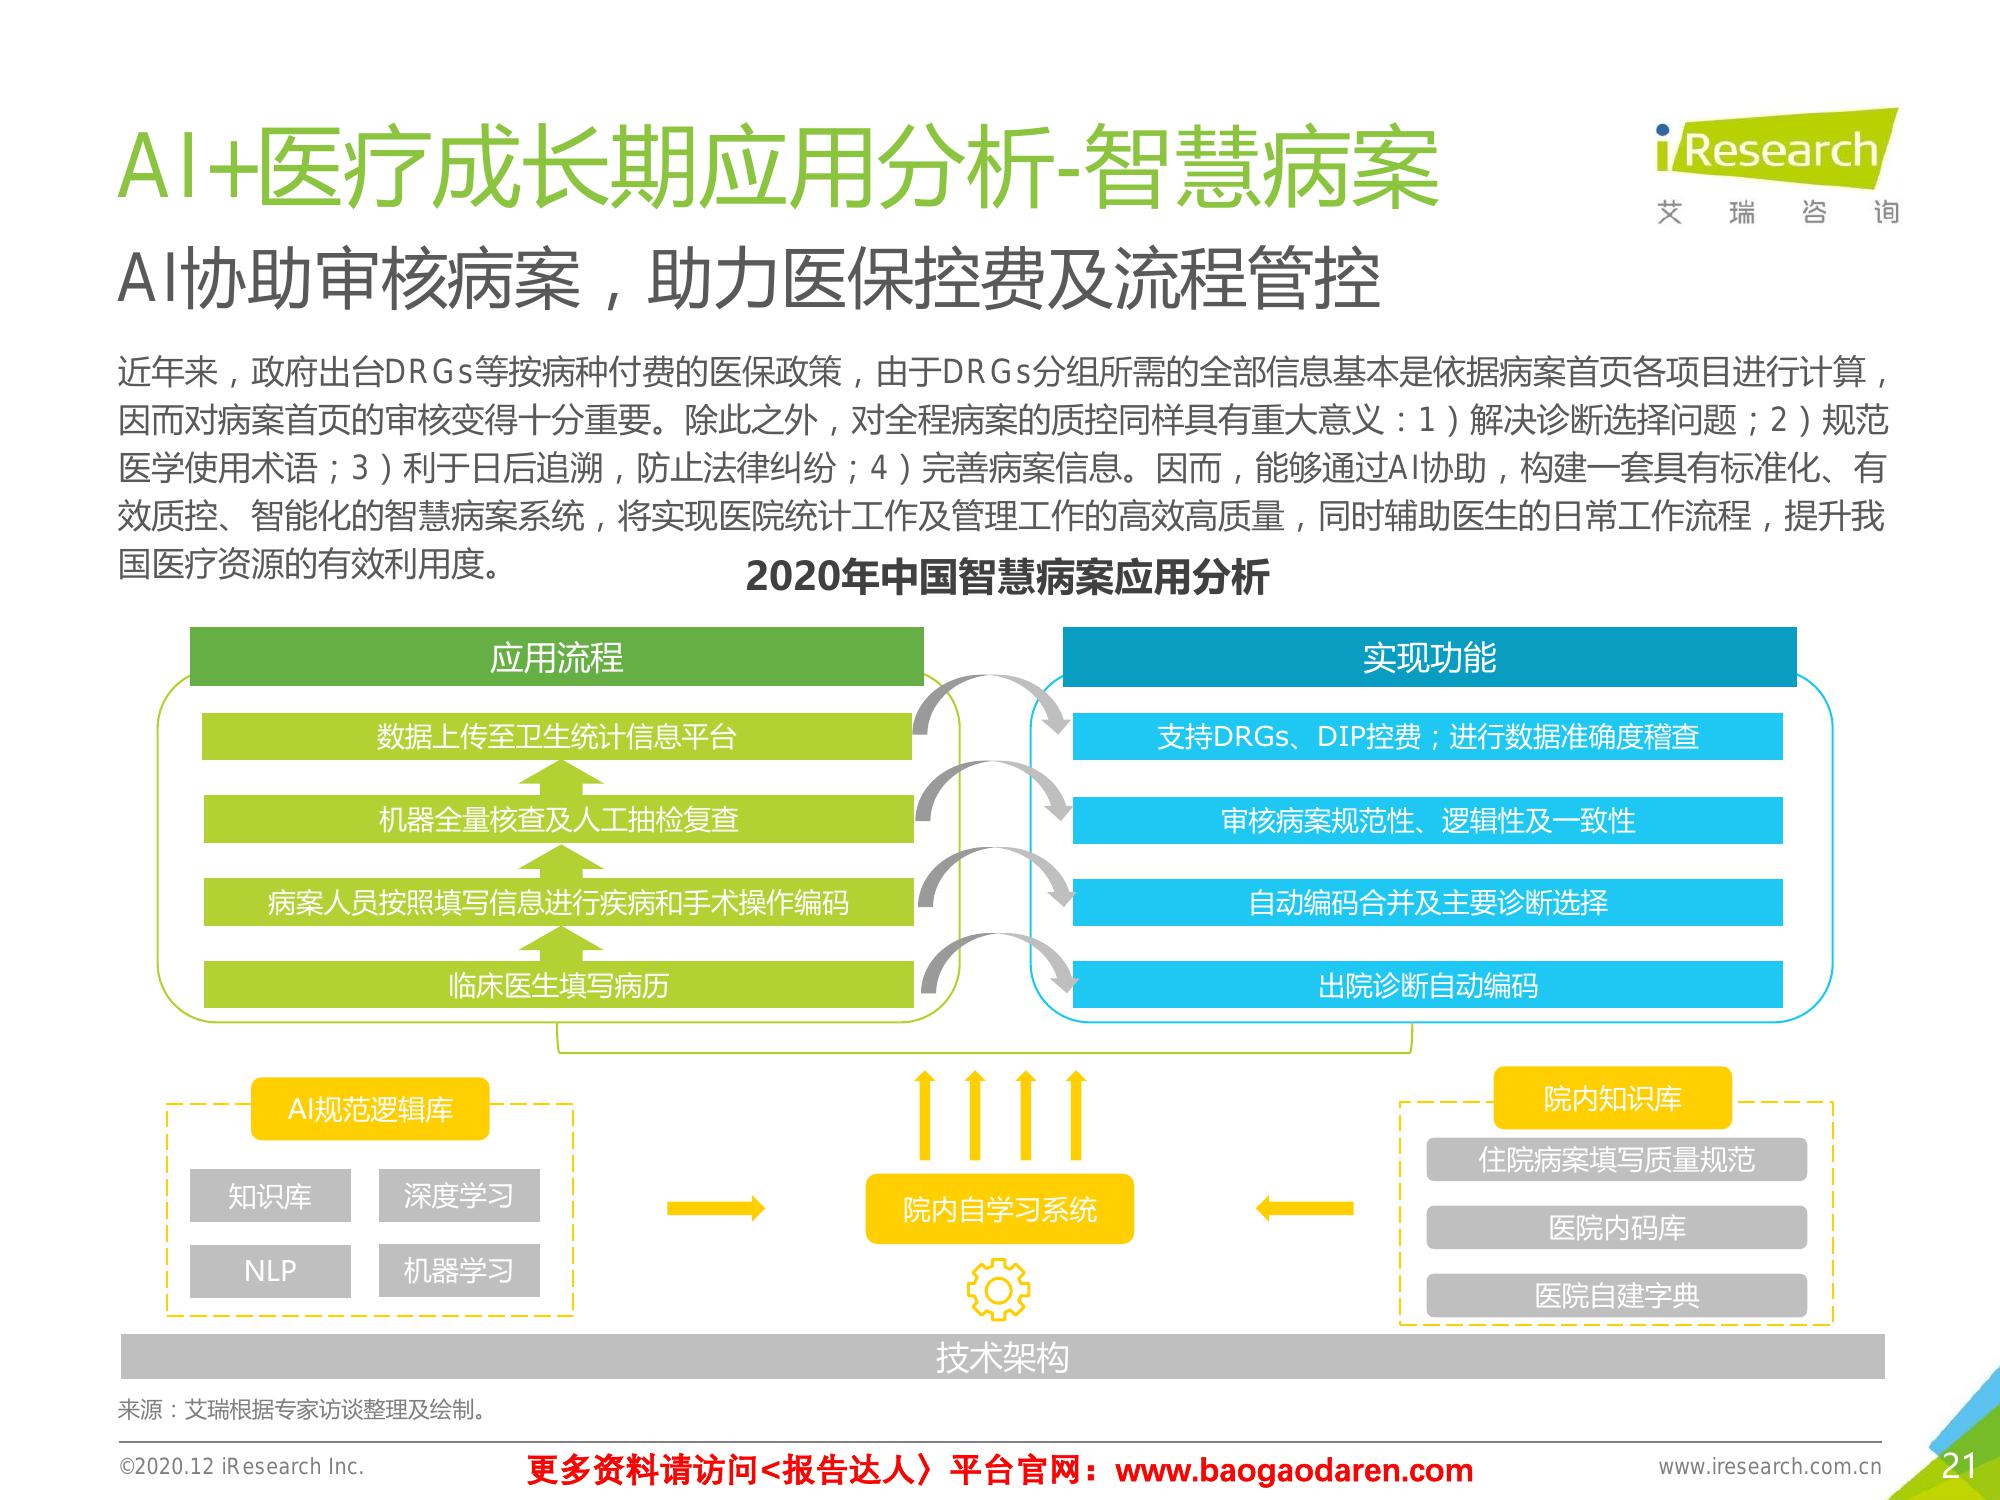 AI+医疗成长期应用分析-智慧病案
iResearch
艾 瑞 咨 询
AI协助审核病案，助力医保控费及流程管控
近年来，政府出台DRGs等按病种付费的医保政策，由于DRGs分组所需的全部信息基本是依据病案首页各项目进行计算，
因而对病案首页的审核变得十分重要。除此之外，对全程病案的质控同样具有重大意义：1）解决诊断选择问题；2）规范
医学使用术语；3）利于日后追溯，防止法律纠纷；4）完善病案信息。因而，能够通过AI协助，构建一套具有标准化、有
效质控、智能化的智慧病案系统，将实现医院统计工作及管理工作的高效高质量，同时辅助医生的日常工作流程，提升我
国医疗资源的有效利用度。
2020年中国智慧病案应用分析
应用流程
数据上传至卫生统计信息平台
机器全量核查及人工抽检复查
病案人员按照填写信息进行疾病和手术操作编码
临床医生填写病历
实现功能
支持DRGs、DIP控费；进行数据准确度稽查
审核病案规范性、逻辑性及一致性
自动编码合并及主要诊断选择
出院诊断自动编码
AI规范逻辑库
知识库
深度学习
NLP
机器学习
院内自学习系统
院内知识库
住院病案填写质量规范
医院内码库
医院自建字典
技术架构
来源：艾瑞根据专家访谈整理及绘制。
©2020.12 iResearch Inc.
更多资料请访问<报告达人〉平台官网：www.baogaodaren.com
www.iresearch.com.cn
21